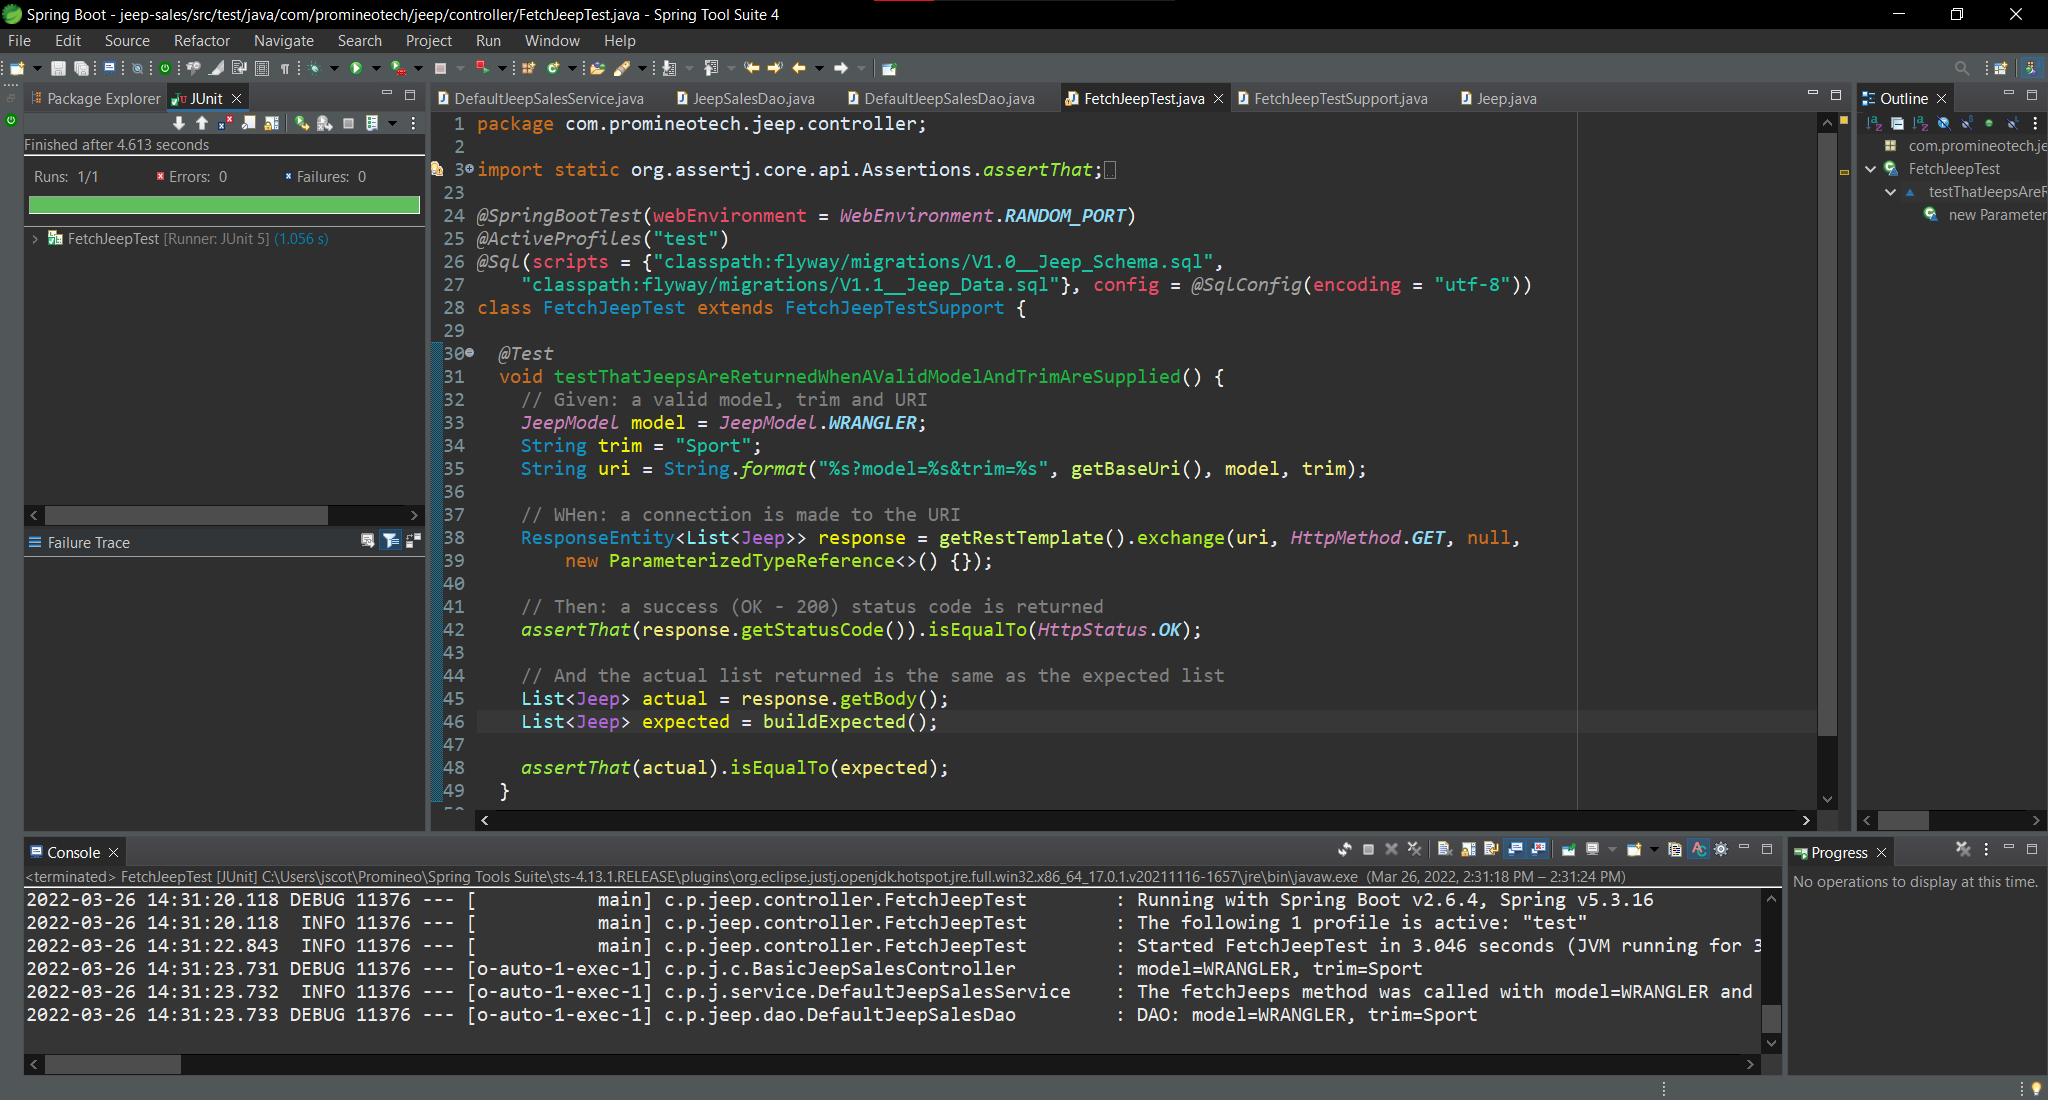 Spring Boot - jeep-sales/src/test/java/com/promineotech/jeep/controller/FetchJeepTest.java - Spring Tool Suite 4
File Edit Source Refactor Navigate Search Project Run Window Help
Package Explorer JUnit
Finished after 4.613 seconds
Runs: 1/1 Errors: 0 Failures: 0
FetchJeepTest [Runner: JUnit 5] (1.056 s)
Failure Trace
DefaultJeepSalesService.java JeepSalesDao.java DefaultJeepSalesDao.java FetchJeepTest.java FetchJeepTestSupport.java Jeep.java
1 package com.promineotech.jeep.controller;
2
3 import static org.assertj.core.api.Assertions.assertThat;
23
24 @SpringBootTest(webEnvironment = WebEnvironment.RANDOM_PORT)
25 @ActiveProfiles("test")
26 @Sql(scripts = {"classpath:flyway/migrations/V1.0__Jeep_Schema.sql",
27 "classpath:flyway/migrations/V1.1__Jeep_Data.sql"}, config = @SqlConfig(encoding = "utf-8"))
28 class FetchJeepTest extends FetchJeepTestSupport {
29
30 @Test
31 void testThatJeepsAreReturnedWhenAValidModelAndTrimAreSupplied() {
32 // Given: a valid model, trim and URI
33 JeepModel model = JeepModel.WRANGLER;
34 String trim = "Sport";
35 String uri = String.format("%s?model=%s&trim=%s", getBaseUri(), model, trim);
36
37 // WHen: a connection is made to the URI
38 ResponseEntity<List<Jeep>> response = getRestTemplate().exchange(uri, HttpMethod.GET, null,
39 new ParameterizedTypeReference<>() {});
40
41 // Then: a success (OK - 200) status code is returned
42 assertThat(response.getStatusCode()).isEqualTo(HttpStatus.OK);
43
44 // And the actual list returned is the same as the expected list
45 List<Jeep> actual = response.getBody();
46 List<Jeep> expected = buildExpected();
47
48 assertThat(actual).isEqualTo(expected);
49 }
Outline
com.promineotech.je
FetchJeepTest
testThatJeepsAreR
new Parameter
Console
<terminated> FetchJeepTest [JUnit] C:\Users\jscot\Promineo\Spring Tools Suite\sts-4.13.1.RELEASE\plugins\org.eclipse.justj.openjdk.hotspot.jre.full.win32.x86_64_17.0.1.v20211116-1657\jre\bin\javaw.exe (Mar 26, 2022, 2:31:18 PM – 2:31:24 PM)
2022-03-26 14:31:20.118 DEBUG 11376 --- [ main] c.p.jeep.controller.FetchJeepTest : Running with Spring Boot v2.6.4, Spring v5.3.16
2022-03-26 14:31:20.118 INFO 11376 --- [ main] c.p.jeep.controller.FetchJeepTest : The following 1 profile is active: "test"
2022-03-26 14:31:22.843 INFO 11376 --- [ main] c.p.jeep.controller.FetchJeepTest : Started FetchJeepTest in 3.046 seconds (JVM running for 3
2022-03-26 14:31:23.731 DEBUG 11376 --- [o-auto-1-exec-1] c.p.j.c.BasicJeepSalesController : model=WRANGLER, trim=Sport
2022-03-26 14:31:23.732 INFO 11376 --- [o-auto-1-exec-1] c.p.j.service.DefaultJeepSalesService : The fetchJeeps method was called with model=WRANGLER and
2022-03-26 14:31:23.733 DEBUG 11376 --- [o-auto-1-exec-1] c.p.jeep.dao.DefaultJeepSalesDao : DAO: model=WRANGLER, trim=Sport
Progress
No operations to display at this time.